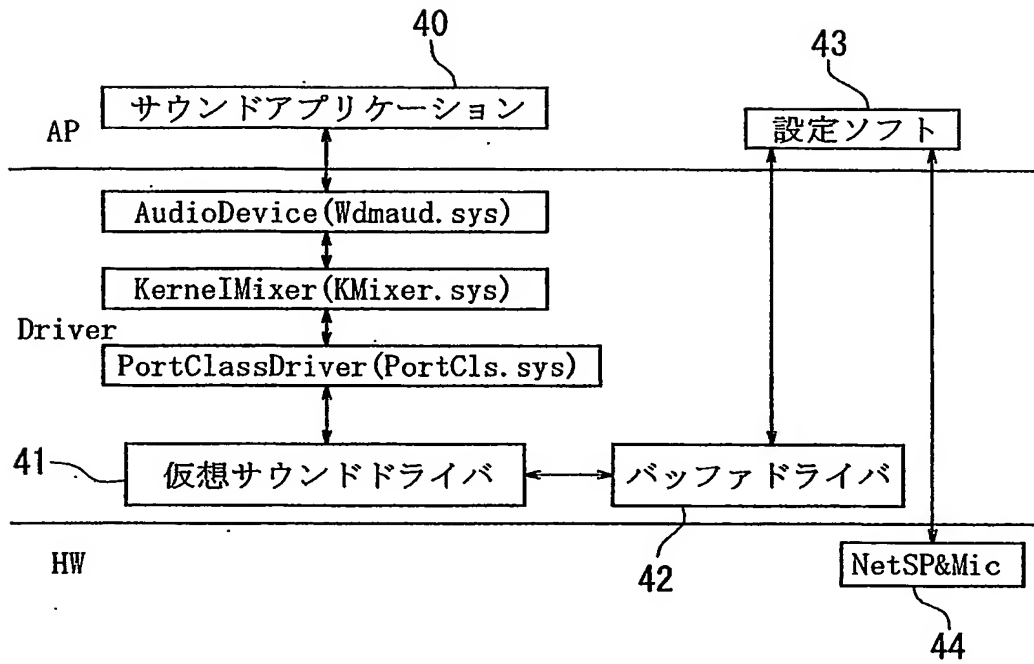 40
43
サウンドアプリケーション
設定ソフト
AP
AudioDevice(Wdmaud.sys)
KernelMixer(KMixer.sys)
Driver
PortClassDriver(PortCls.sys)
41
仮想サウンドドライバ
バッファドライバ
42
HW
NetSP&Mic
44